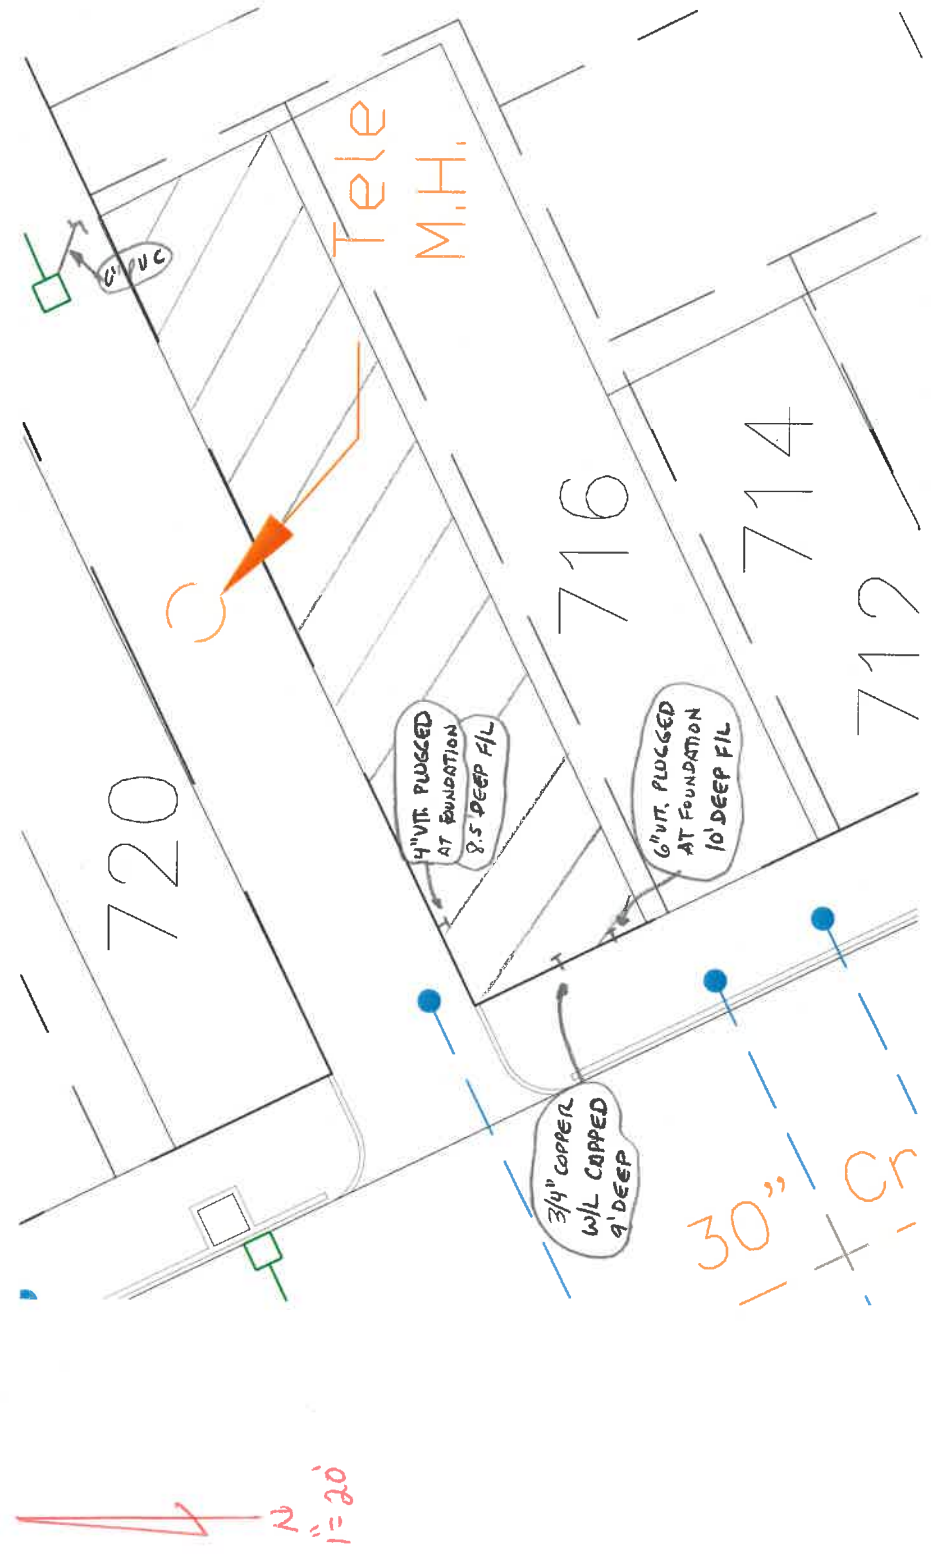 Tele
M.H.
6" PVC
720
716
714
712
4" VIT. PLUGGED
AT FOUNDATION
8.5' DEEP F/L
6" VIT. PLUGGED
AT FOUNDATION
10' DEEP F/L
3/4" COPPER
W/L CAPPED
9' DEEP
30" Cr
N
1"= 20'